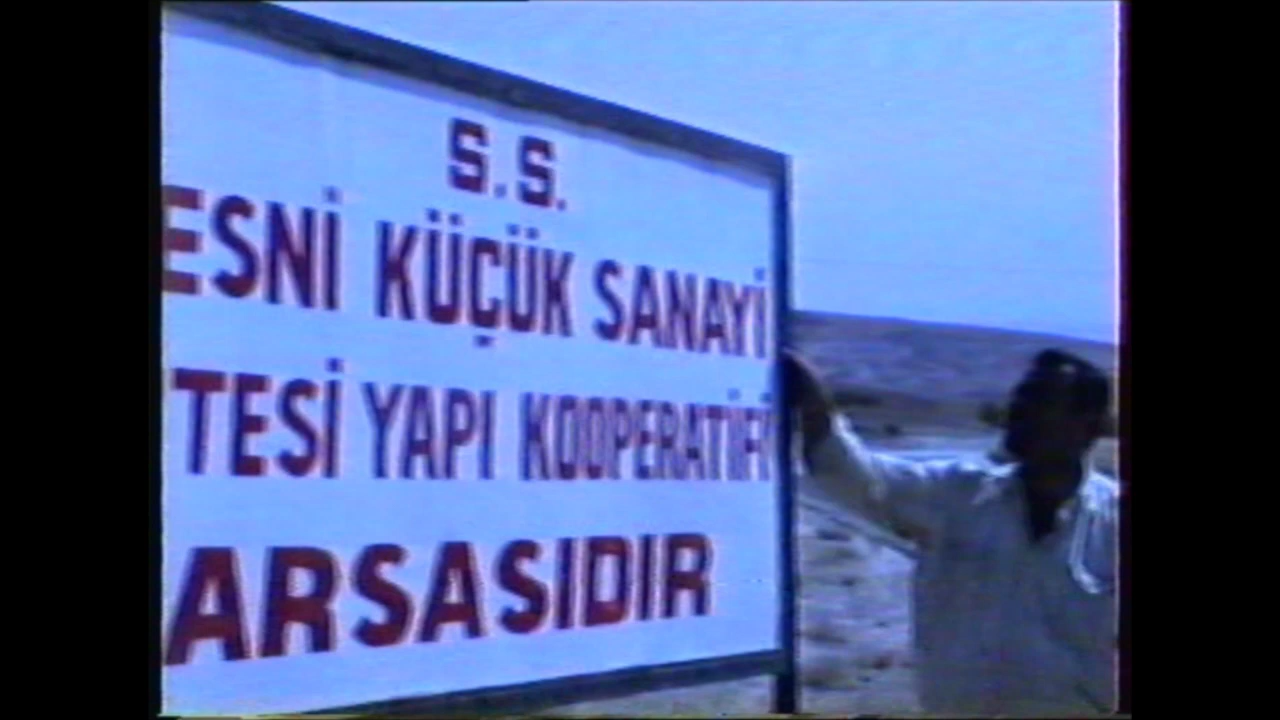 S.S.
ESNİ KÜÇÜK SANAYİ
TESİ YAPI KOOPERATİFİ
ARSASIDIR